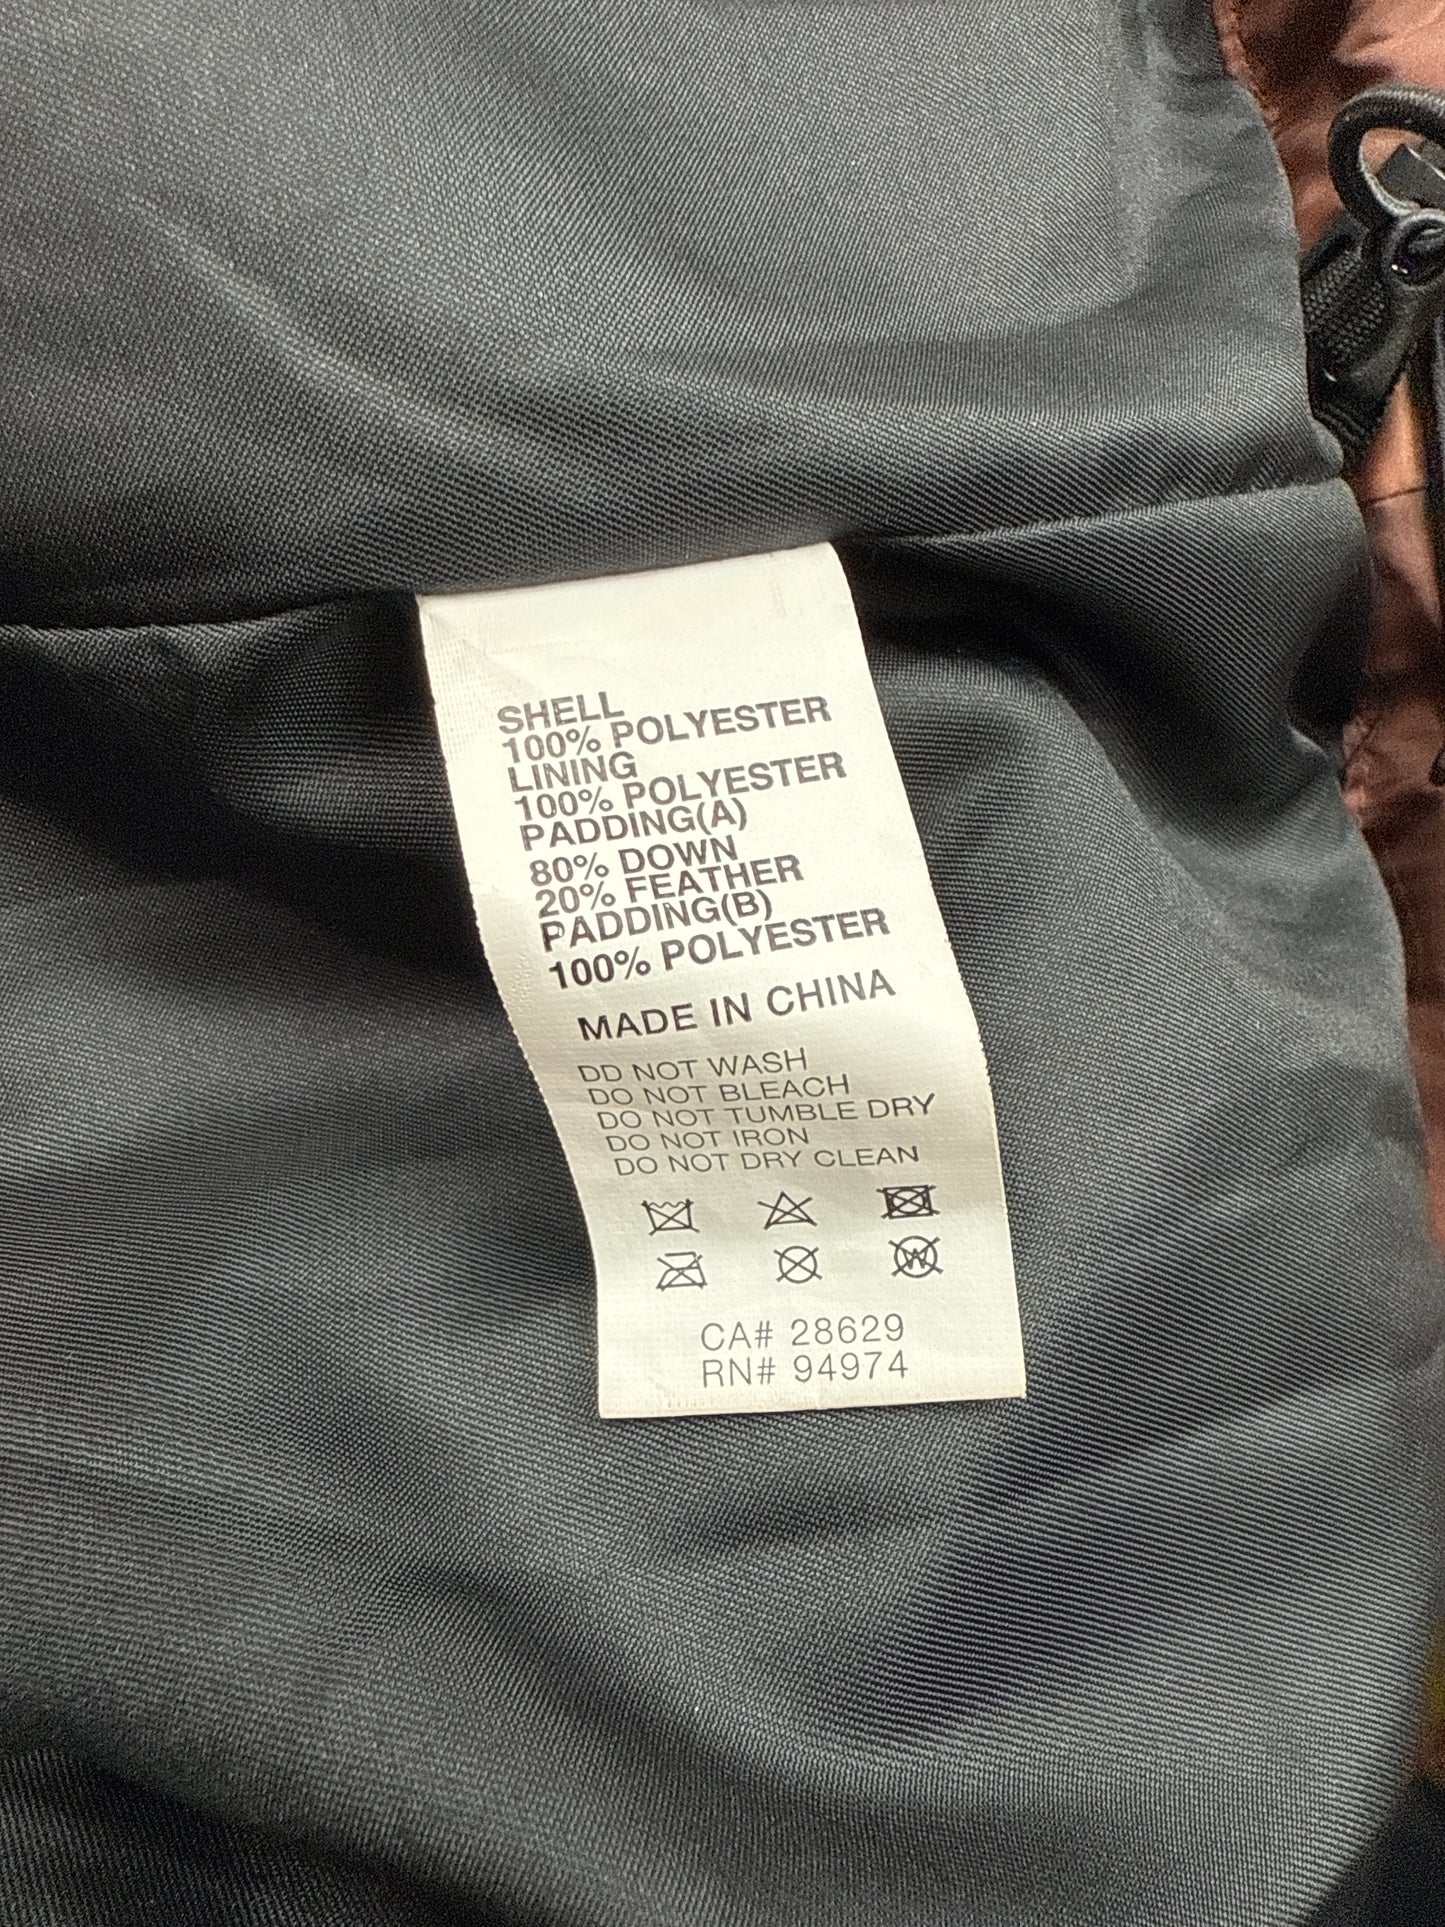 SHELL
100% POLYESTER
LINING
100% POLYESTER
PADDING(A)
80% DOWN
20% FEATHER
PADDING(B)
100% POLYESTER
MADE IN CHINA
DO NOT WASH
DO NOT BLEACH
DO NOT TUMBLE DRY
DO NOT IRON
DO NOT DRY CLEAN
W
CA# 28629
RN# 94974